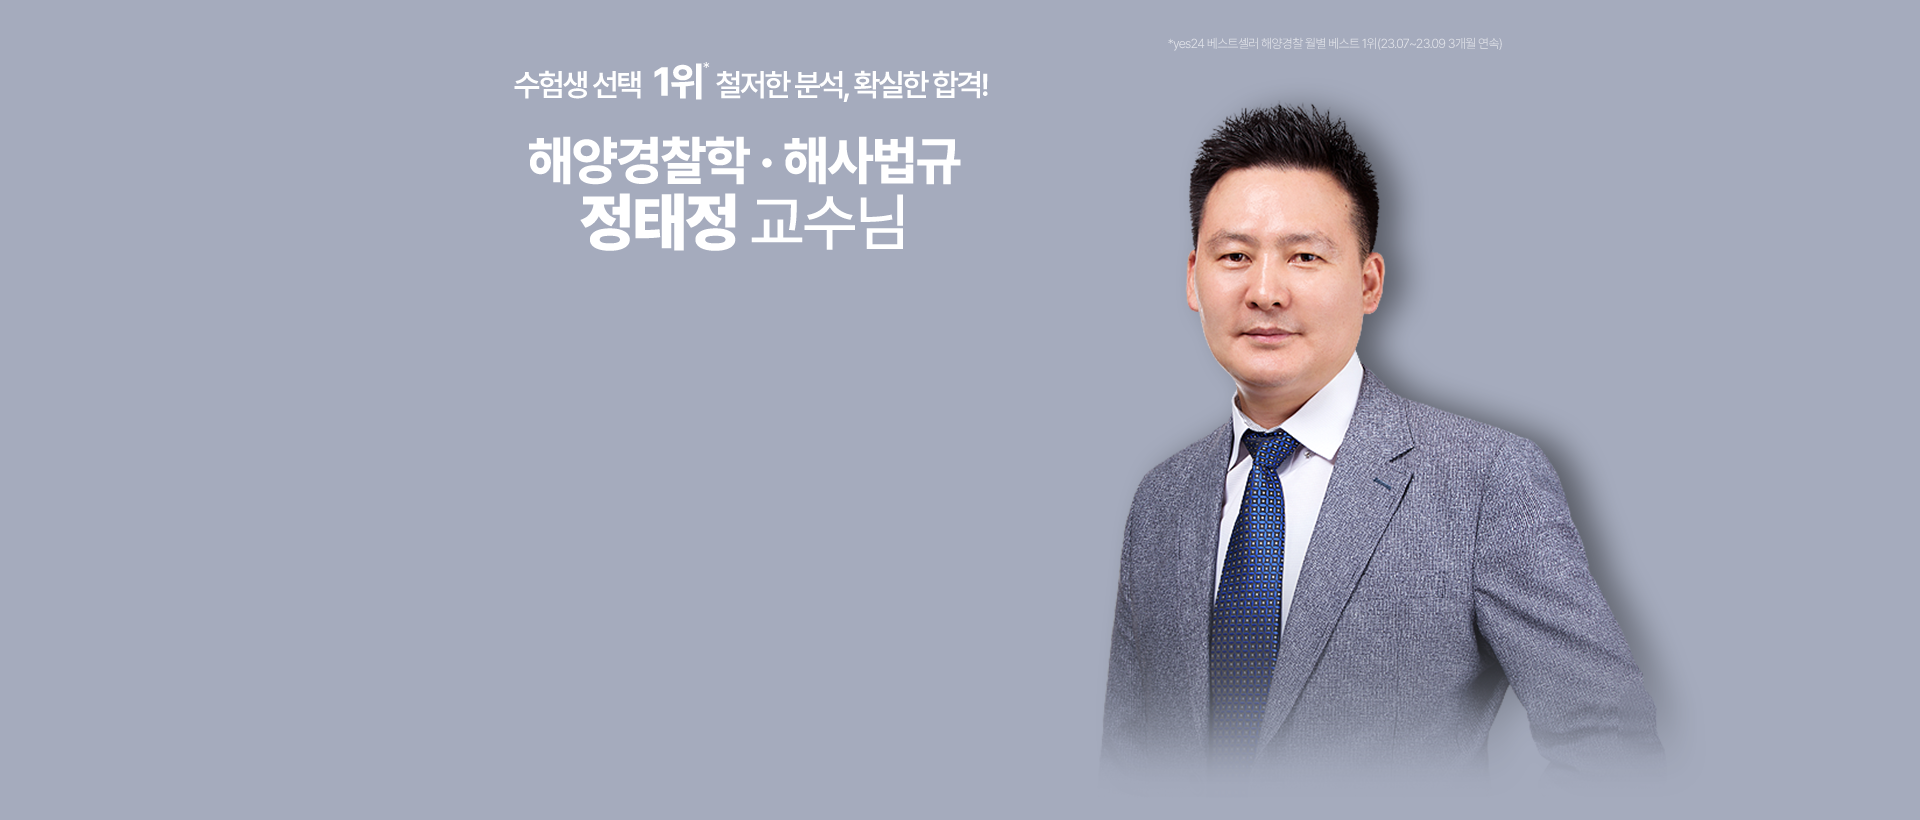 *yes24 베스트셀러 해양경찰 월별 베스트 1위(23.07~23.09 3개월 연속)
수험생 선택 1위* 철저한 분석, 확실한 합격!
해양경찰학 · 해사법규
정태정 교수님